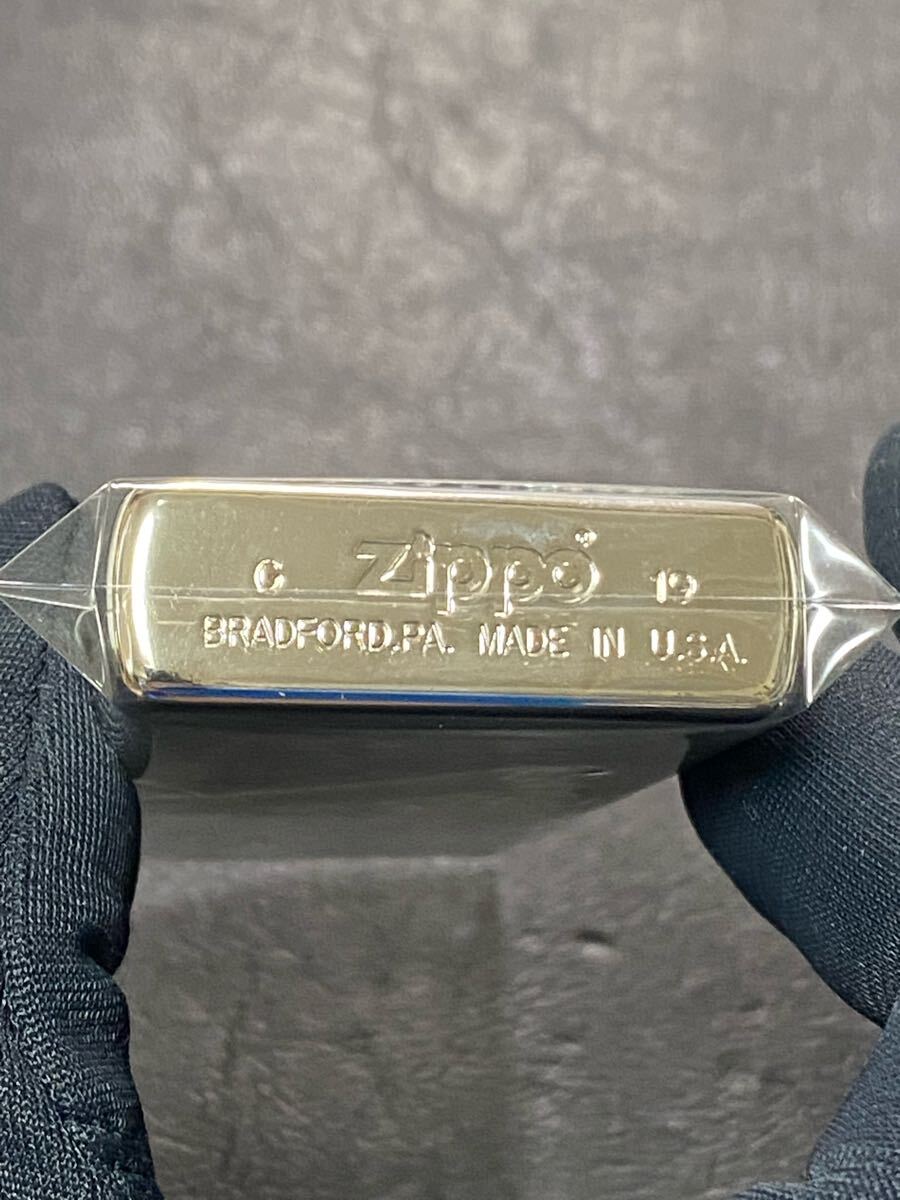 C Zippo® 19
BRADFORD,PA. MADE IN U.S.A.